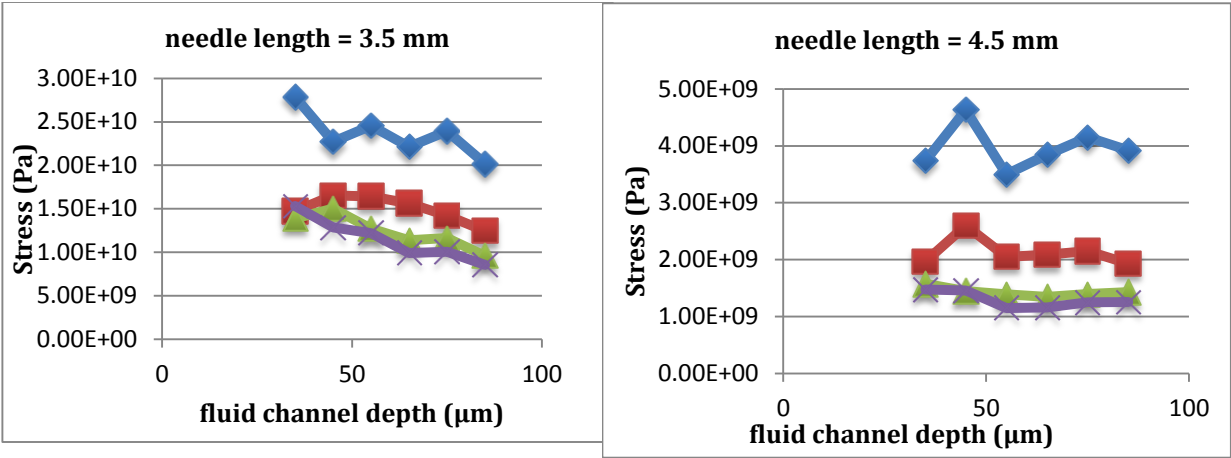 needle length = 3.5 mm
3.00E+10
2.50E+10
2.00E+10
1.50E+10
1.00E+10
5.00E+09
0.00E+00
Stress (Pa)
0 50 100
fluid channel depth (μm)
needle length = 4.5 mm
5.00E+09
4.00E+09
3.00E+09
2.00E+09
1.00E+09
0.00E+00
Stress (Pa)
0 50 100
fluid channel depth (μm)